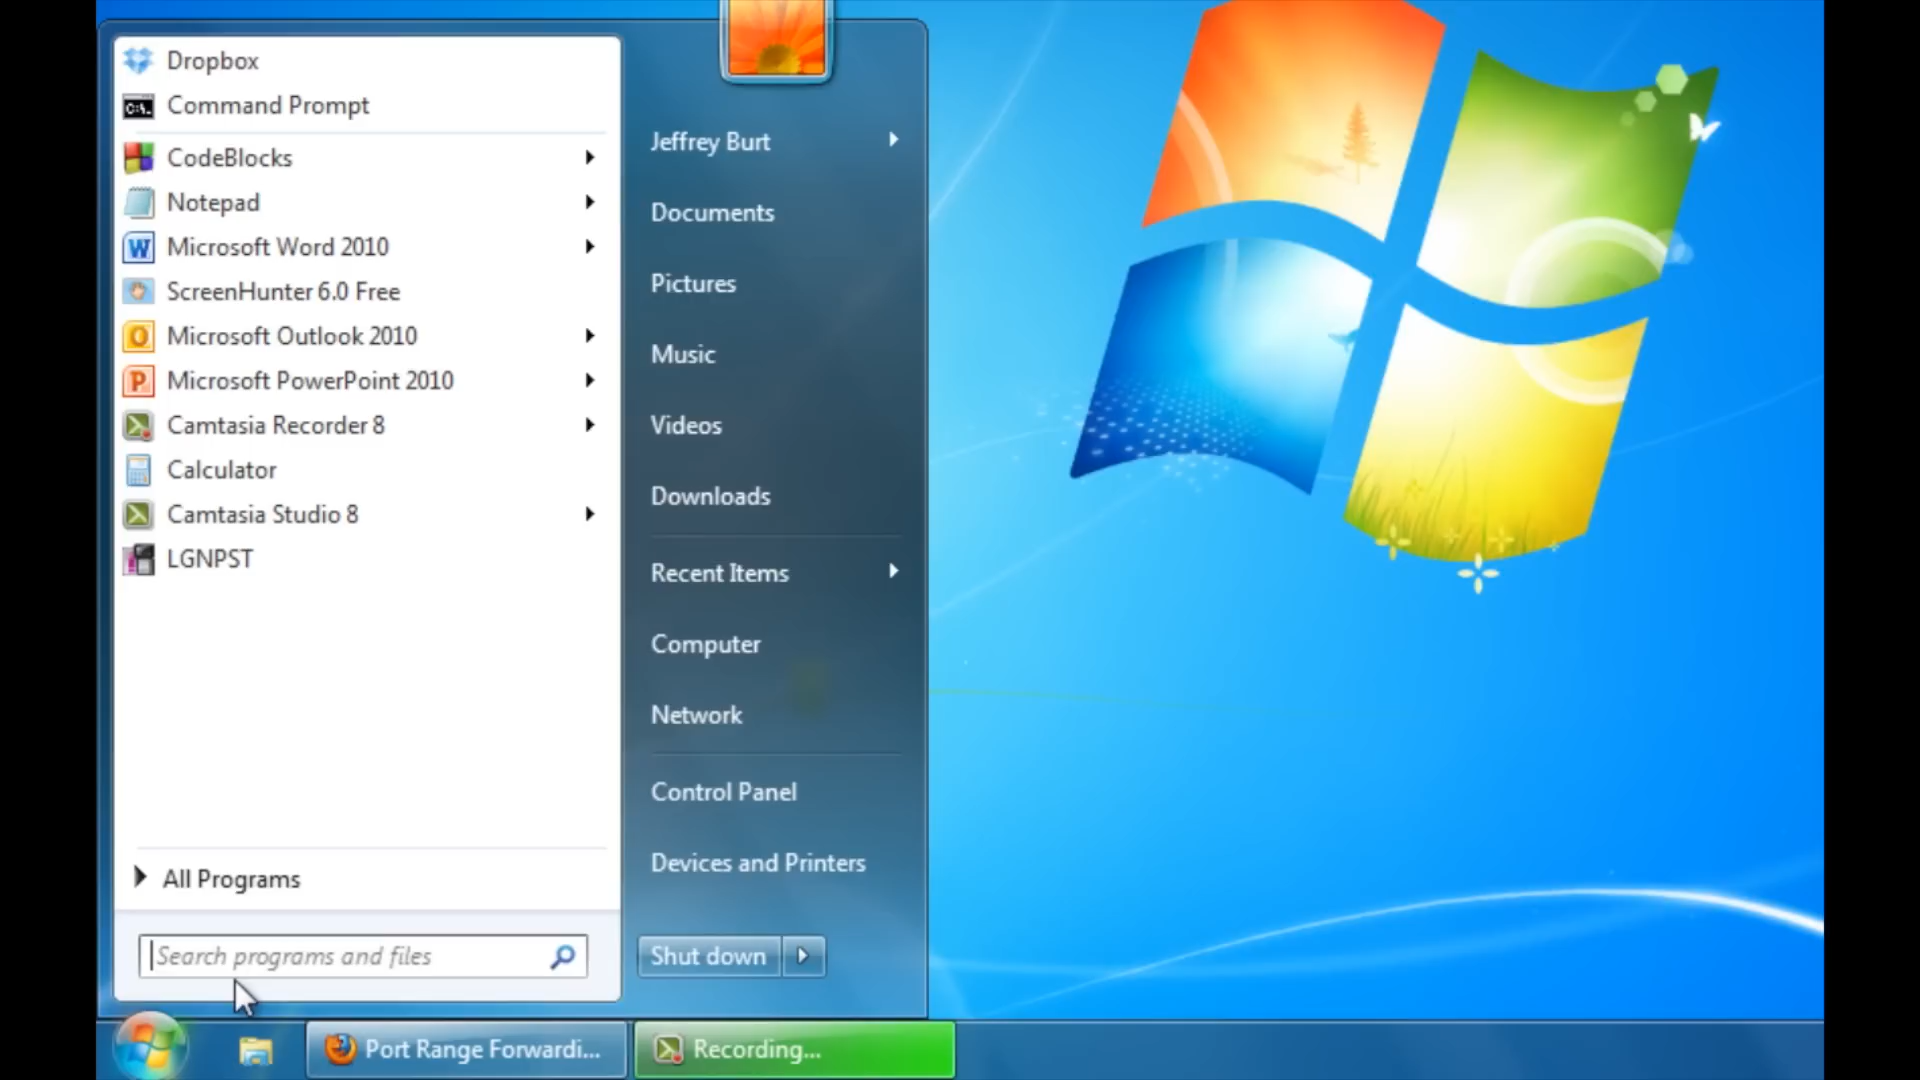 Dropbox
Command Prompt
CodeBlocks
Notepad
Microsoft Word 2010
ScreenHunter 6.0 Free
Microsoft Outlook 2010
Microsoft PowerPoint 2010
Camtasia Recorder 8
Calculator
Camtasia Studio 8
LGNPST
All Programs
Search programs and files
Jeffrey Burt
Documents
Pictures
Music
Videos
Downloads
Recent Items
Computer
Network
Control Panel
Devices and Printers
Shut down
Port Range Forwardi...
Recording...